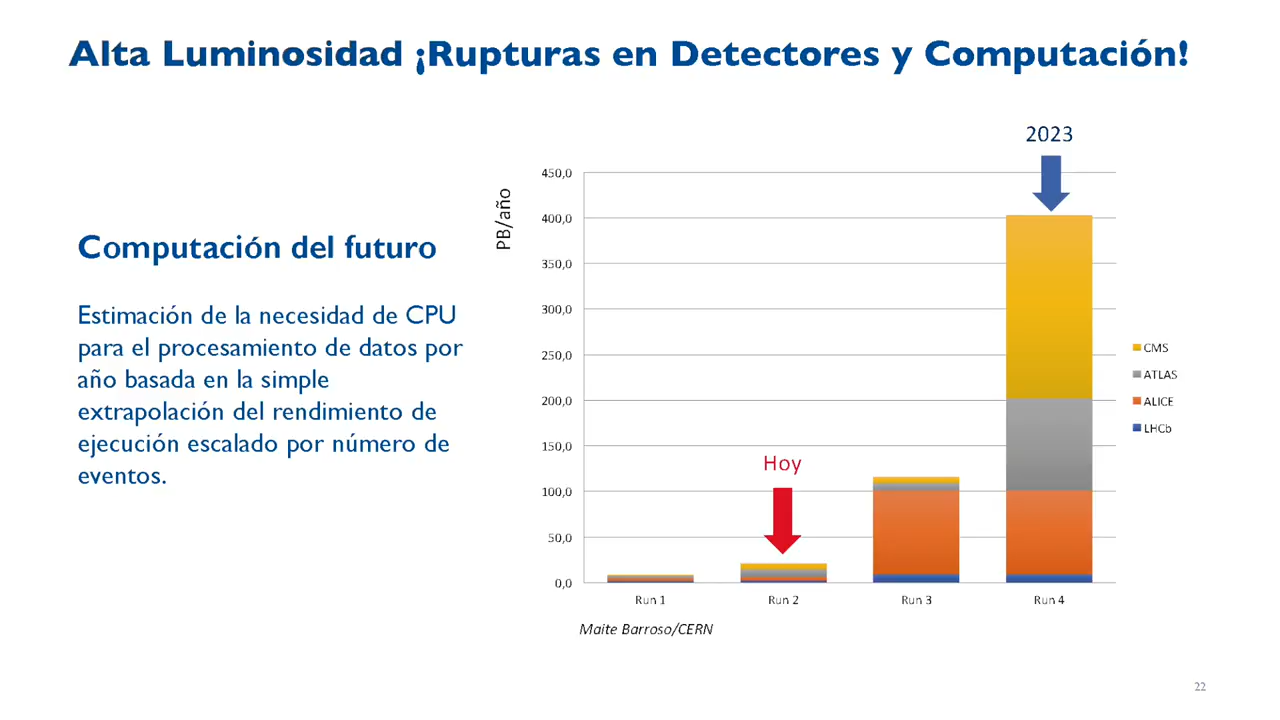 Alta Luminosidad ¡Rupturas en Detectores y Computación!
Computación del futuro
Estimación de la necesidad de CPU
para el procesamiento de datos por
año basada en la simple
extrapolación del rendimiento de
ejecución escalado por número de
eventos.
2023
PB/año
450,0
400,0
350,0
300,0
250,0
200,0
150,0
100,0
50,0
0,0
Hoy
Run 1
Run 2
Run 3
Run 4
CMS
ATLAS
ALICE
LHCb
Maite Barroso/CERN
22